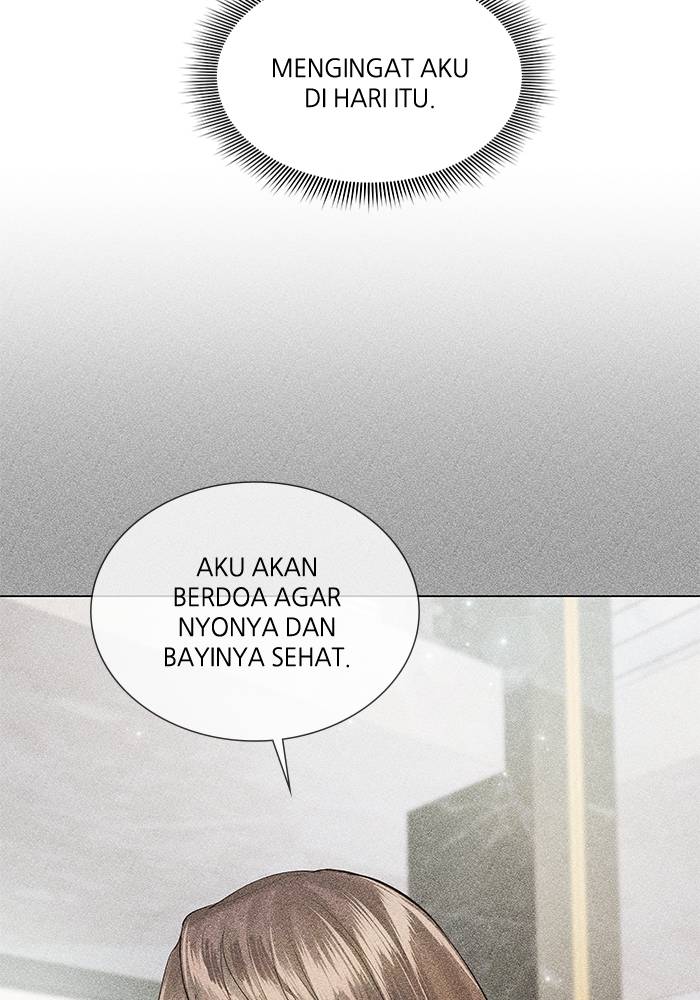 MENGINGAT AKU
DI HARI ITU.
AKU AKAN
BERDOA AGAR
NYONYA DAN
BAYINYA SEHAT.